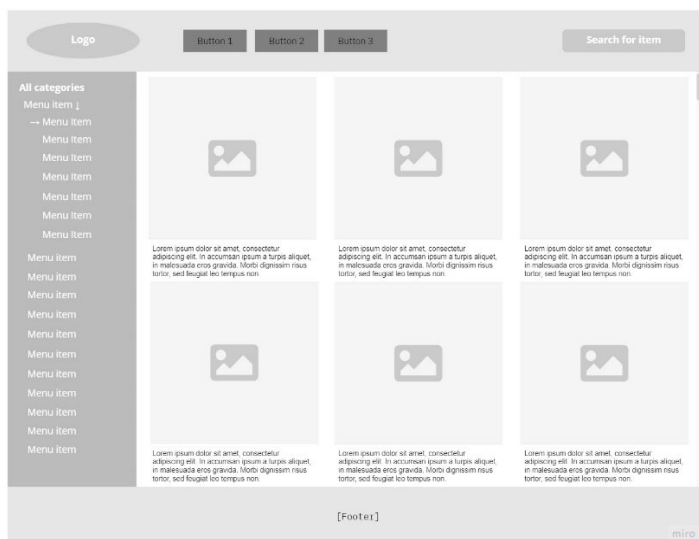 Logo
Button 1
Button 2
Button 3
Search for item
All categories
Menu item ↓
→ Menu Item
Menu Item
Menu Item
Menu Item
Menu Item
Menu Item
Menu Item
Menu item
Menu item
Menu item
Menu item
Menu item
Menu item
Menu item
Menu item
Menu item
Menu item
Menu item
Lorem ipsum dolor sit amet, consectetur
adipiscing elit. In accumsan ipsum a turpis aliquet,
in malesuada eros gravida. Morbi dignissim risus
tortor, sed feugiat leo tempus non.
Lorem ipsum dolor sit amet, consectetur
adipiscing elit. In accumsan ipsum a turpis aliquet,
in malesuada eros gravida. Morbi dignissim risus
tortor, sed feugiat leo tempus non.
Lorem ipsum dolor sit amet, consectetur
adipiscing elit. In accumsan ipsum a turpis aliquet,
in malesuada eros gravida. Morbi dignissim risus
tortor, sed feugiat leo tempus non.
Lorem ipsum dolor sit amet, consectetur
adipiscing elit. In accumsan ipsum a turpis aliquet,
in malesuada eros gravida. Morbi dignissim risus
tortor, sed feugiat leo tempus non.
Lorem ipsum dolor sit amet, consectetur
adipiscing elit. In accumsan ipsum a turpis aliquet,
in malesuada eros gravida. Morbi dignissim risus
tortor, sed feugiat leo tempus non.
Lorem ipsum dolor sit amet, consectetur
adipiscing elit. In accumsan ipsum a turpis aliquet,
in malesuada eros gravida. Morbi dignissim risus
tortor, sed feugiat leo tempus non.
[Footer]
miro